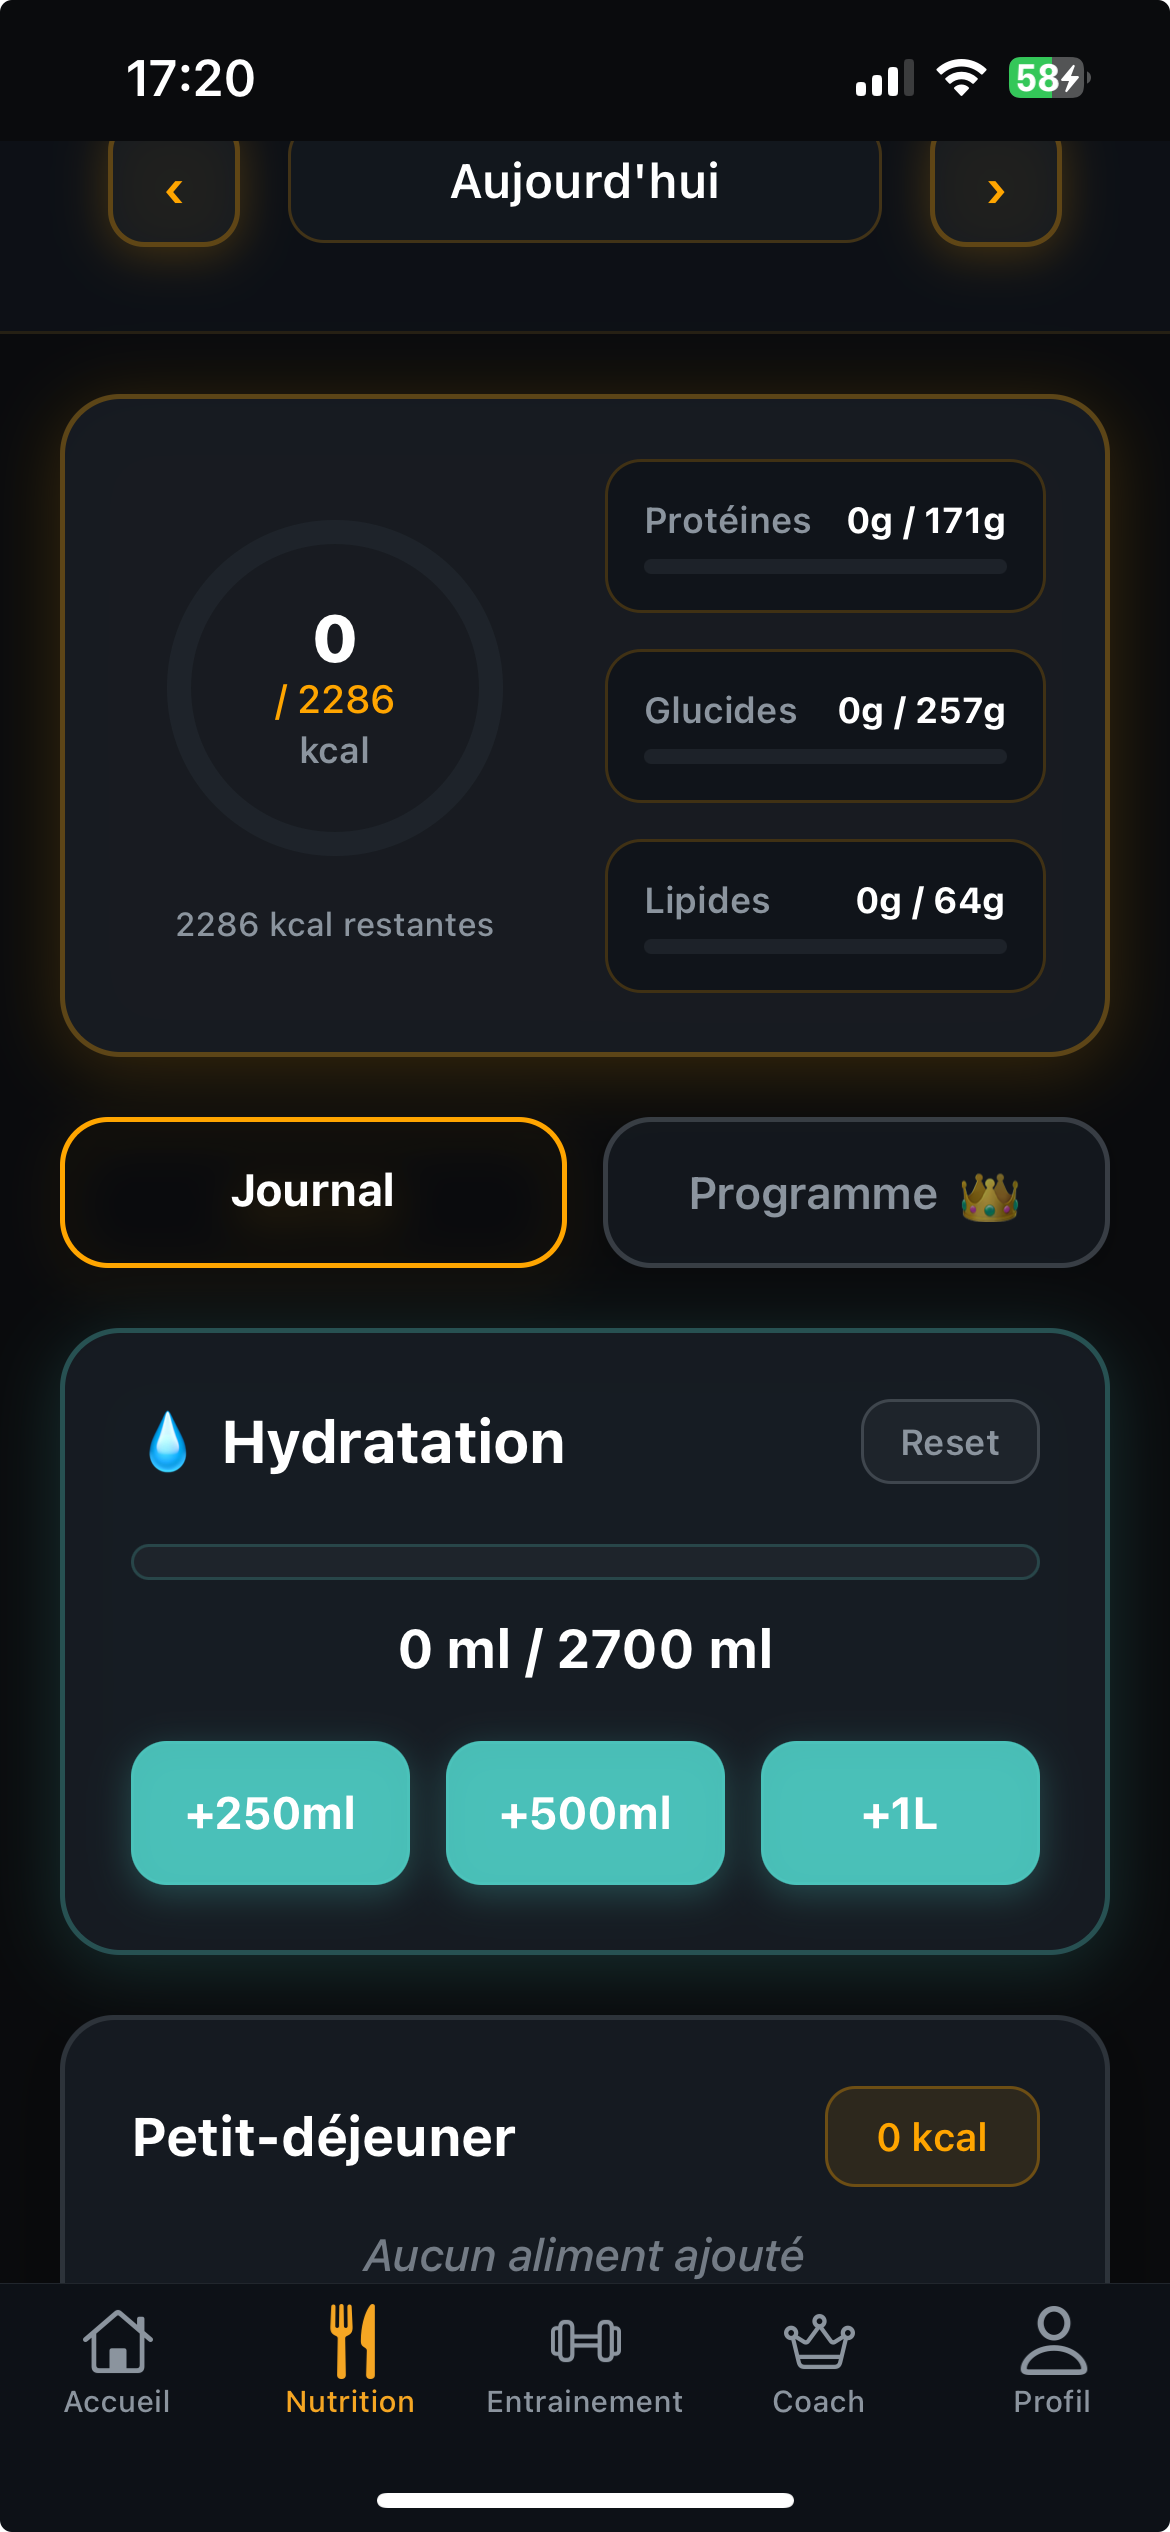 17:20
58
‹ Aujourd'hui ›
0
/ 2286
kcal
2286 kcal restantes
Protéines 0g / 171g
Glucides 0g / 257g
Lipides 0g / 64g
Journal
Programme
Hydratation
Reset
0 ml / 2700 ml
+250ml +500ml +1L
Petit-déjeuner
0 kcal
Aucun aliment ajouté
Accueil Nutrition Entrainement Coach Profil